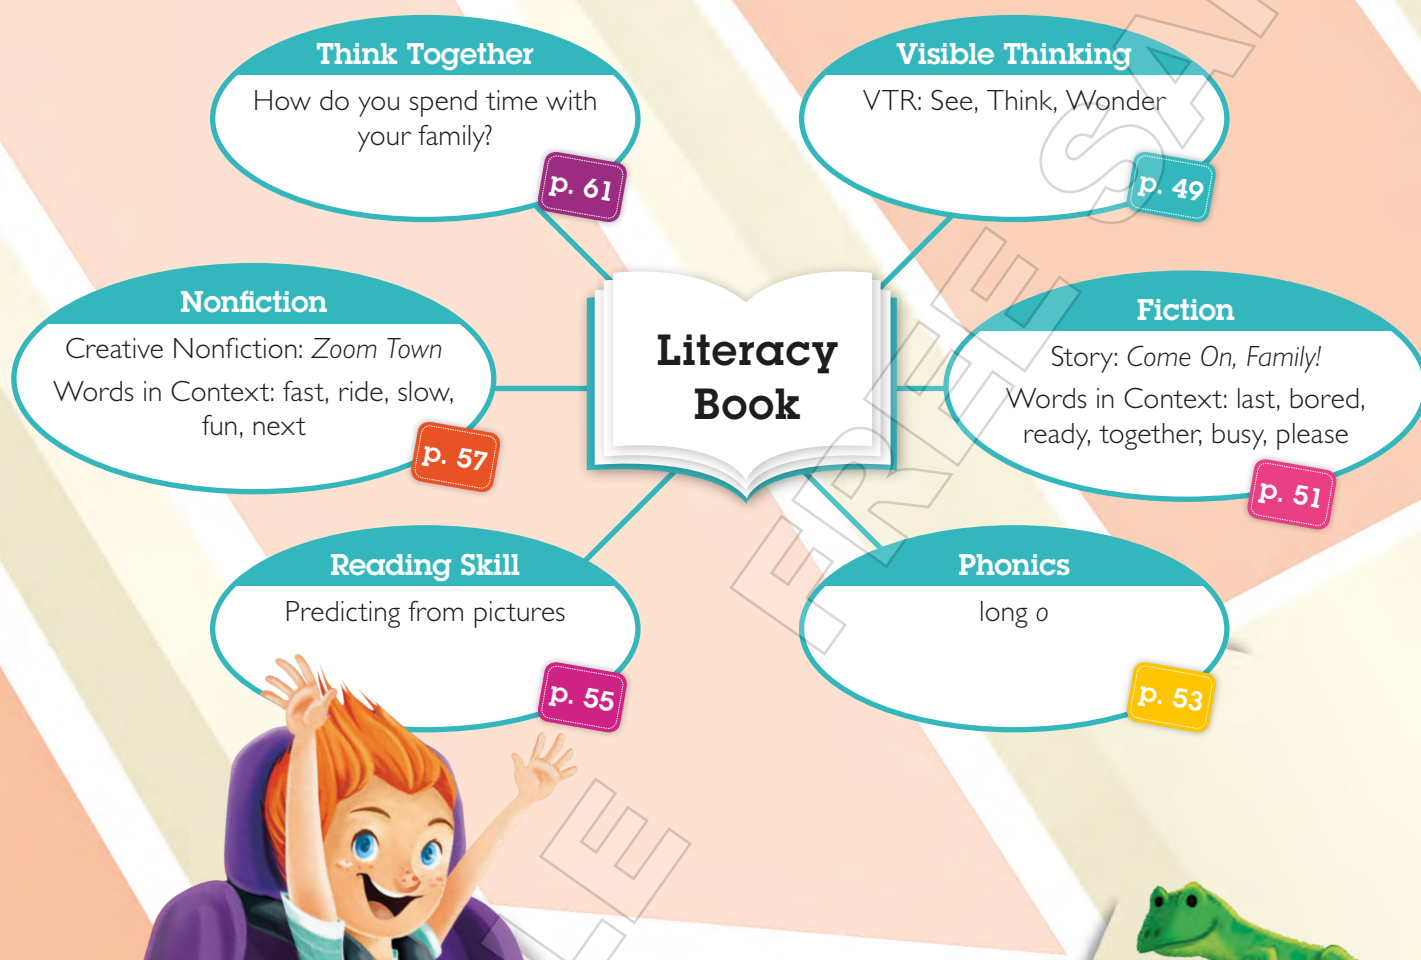 Think Together
How do you spend time with
your family?
p. 61
Visible Thinking
VTR: See, Think, Wonder
p. 49
Nonfiction
Creative Nonfiction: Zoom Town
Words in Context: fast, ride, slow,
fun, next
p. 57
Literacy
Book
Fiction
Story: Come On, Family!
Words in Context: last, bored,
ready, together, busy, please
p. 51
Reading Skill
Predicting from pictures
p. 55
Phonics
long o
p. 53
FREE